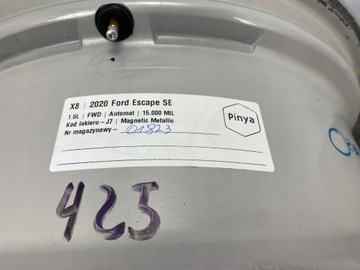 X8 | 2020 Ford Escape SE
1.5L | FWD | Automat | 15.000 MIL
Kod lakieru – J7 | Magnetic Metallic
Nr magazynowy – 01823
Pinya
425